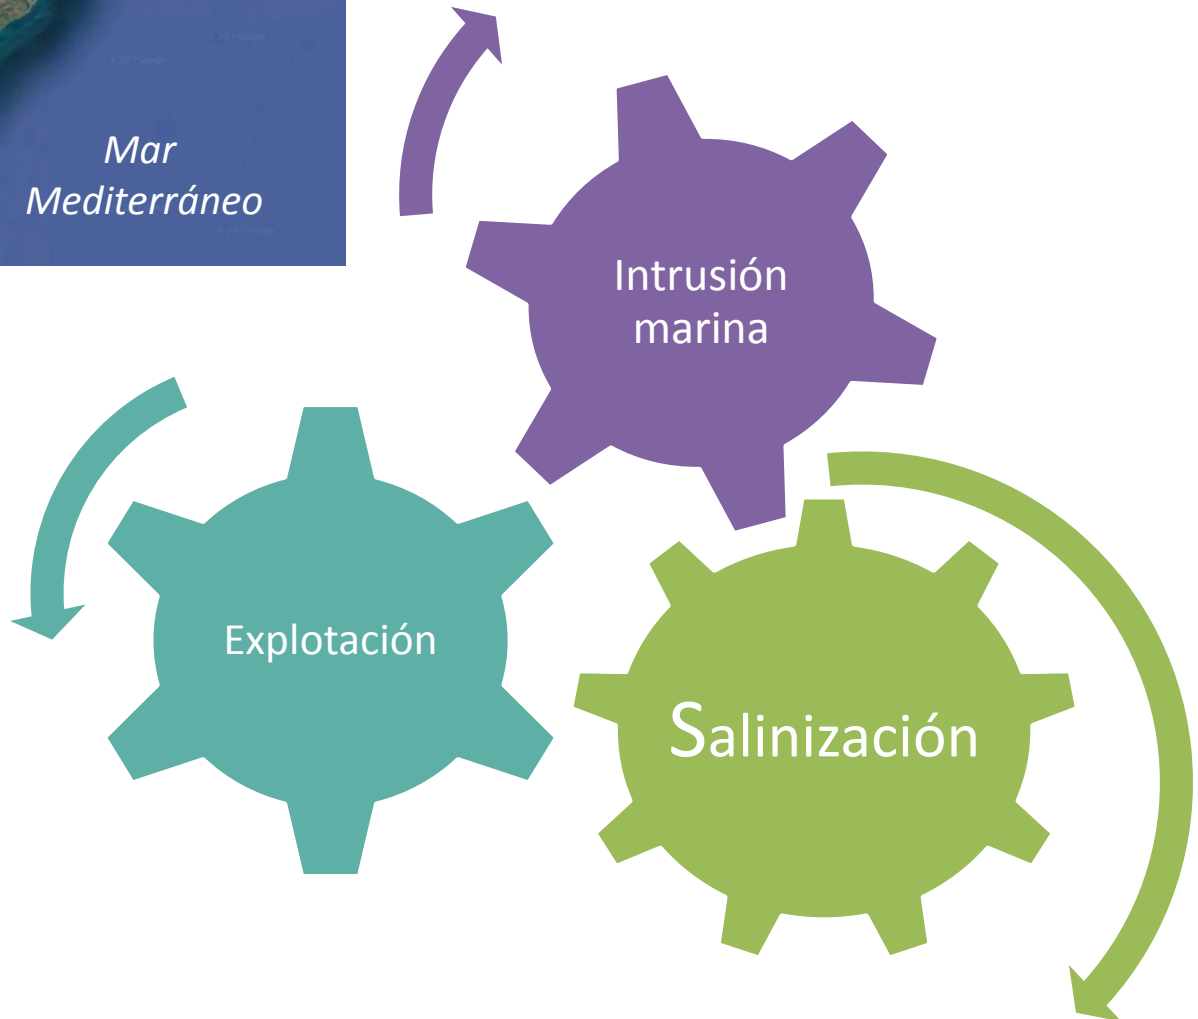 Mar
Mediterráneo
Intrusión
marina
Explotación
Salinización